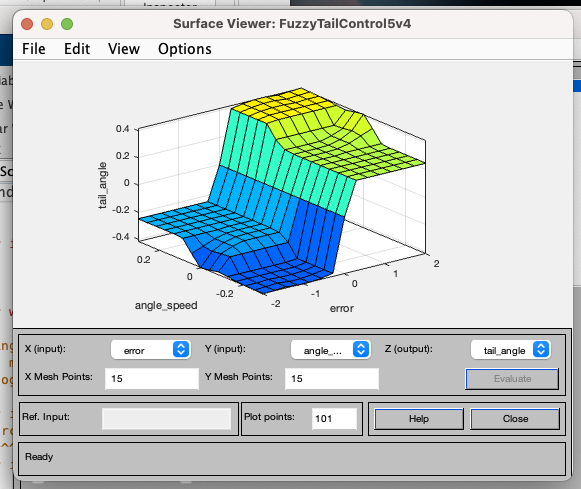 Inspector
Surface Viewer: FuzzyTailControl5v4
File Edit View Options
0.4
0.2
0
-0.2
-0.4
tail_angle
0.2
0
-0.2
angle_speed
-2
-1
0
1
2
error
X (input): error Y (input): angle_... Z (output): tail_angle
X Mesh Points: 15 Y Mesh Points: 15 Evaluate
Ref. Input: Plot points: 101 Help Close
Ready